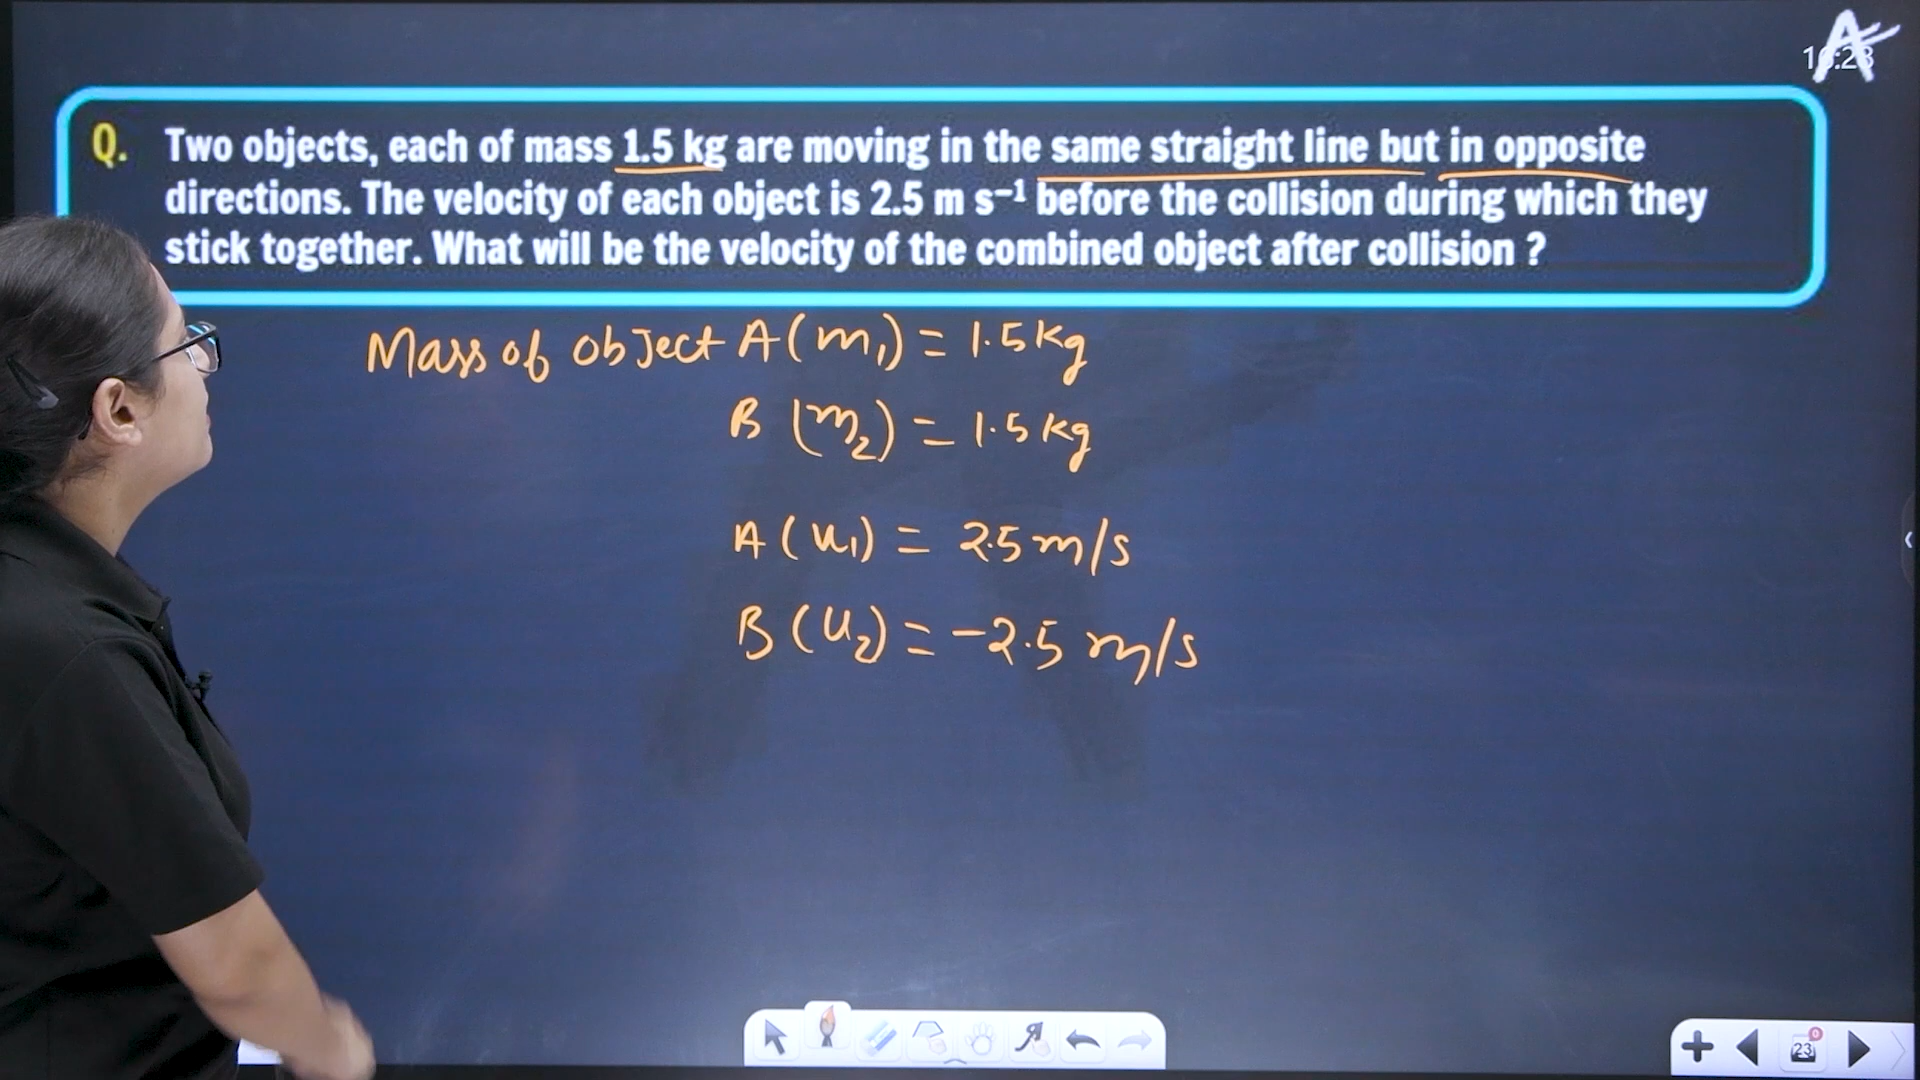 Q. Two objects, each of mass 1.5 kg are moving in the same straight line but in opposite
directions. The velocity of each object is 2.5 m s⁻¹ before the collision during which they
stick together. What will be the velocity of the combined object after collision ?
Mass of object A (m₁) = 1.5 kg
B (m₂) = 1.5 kg
A (u₁) = 2.5 m/s
B (u₂) = -2.5 m/s
23